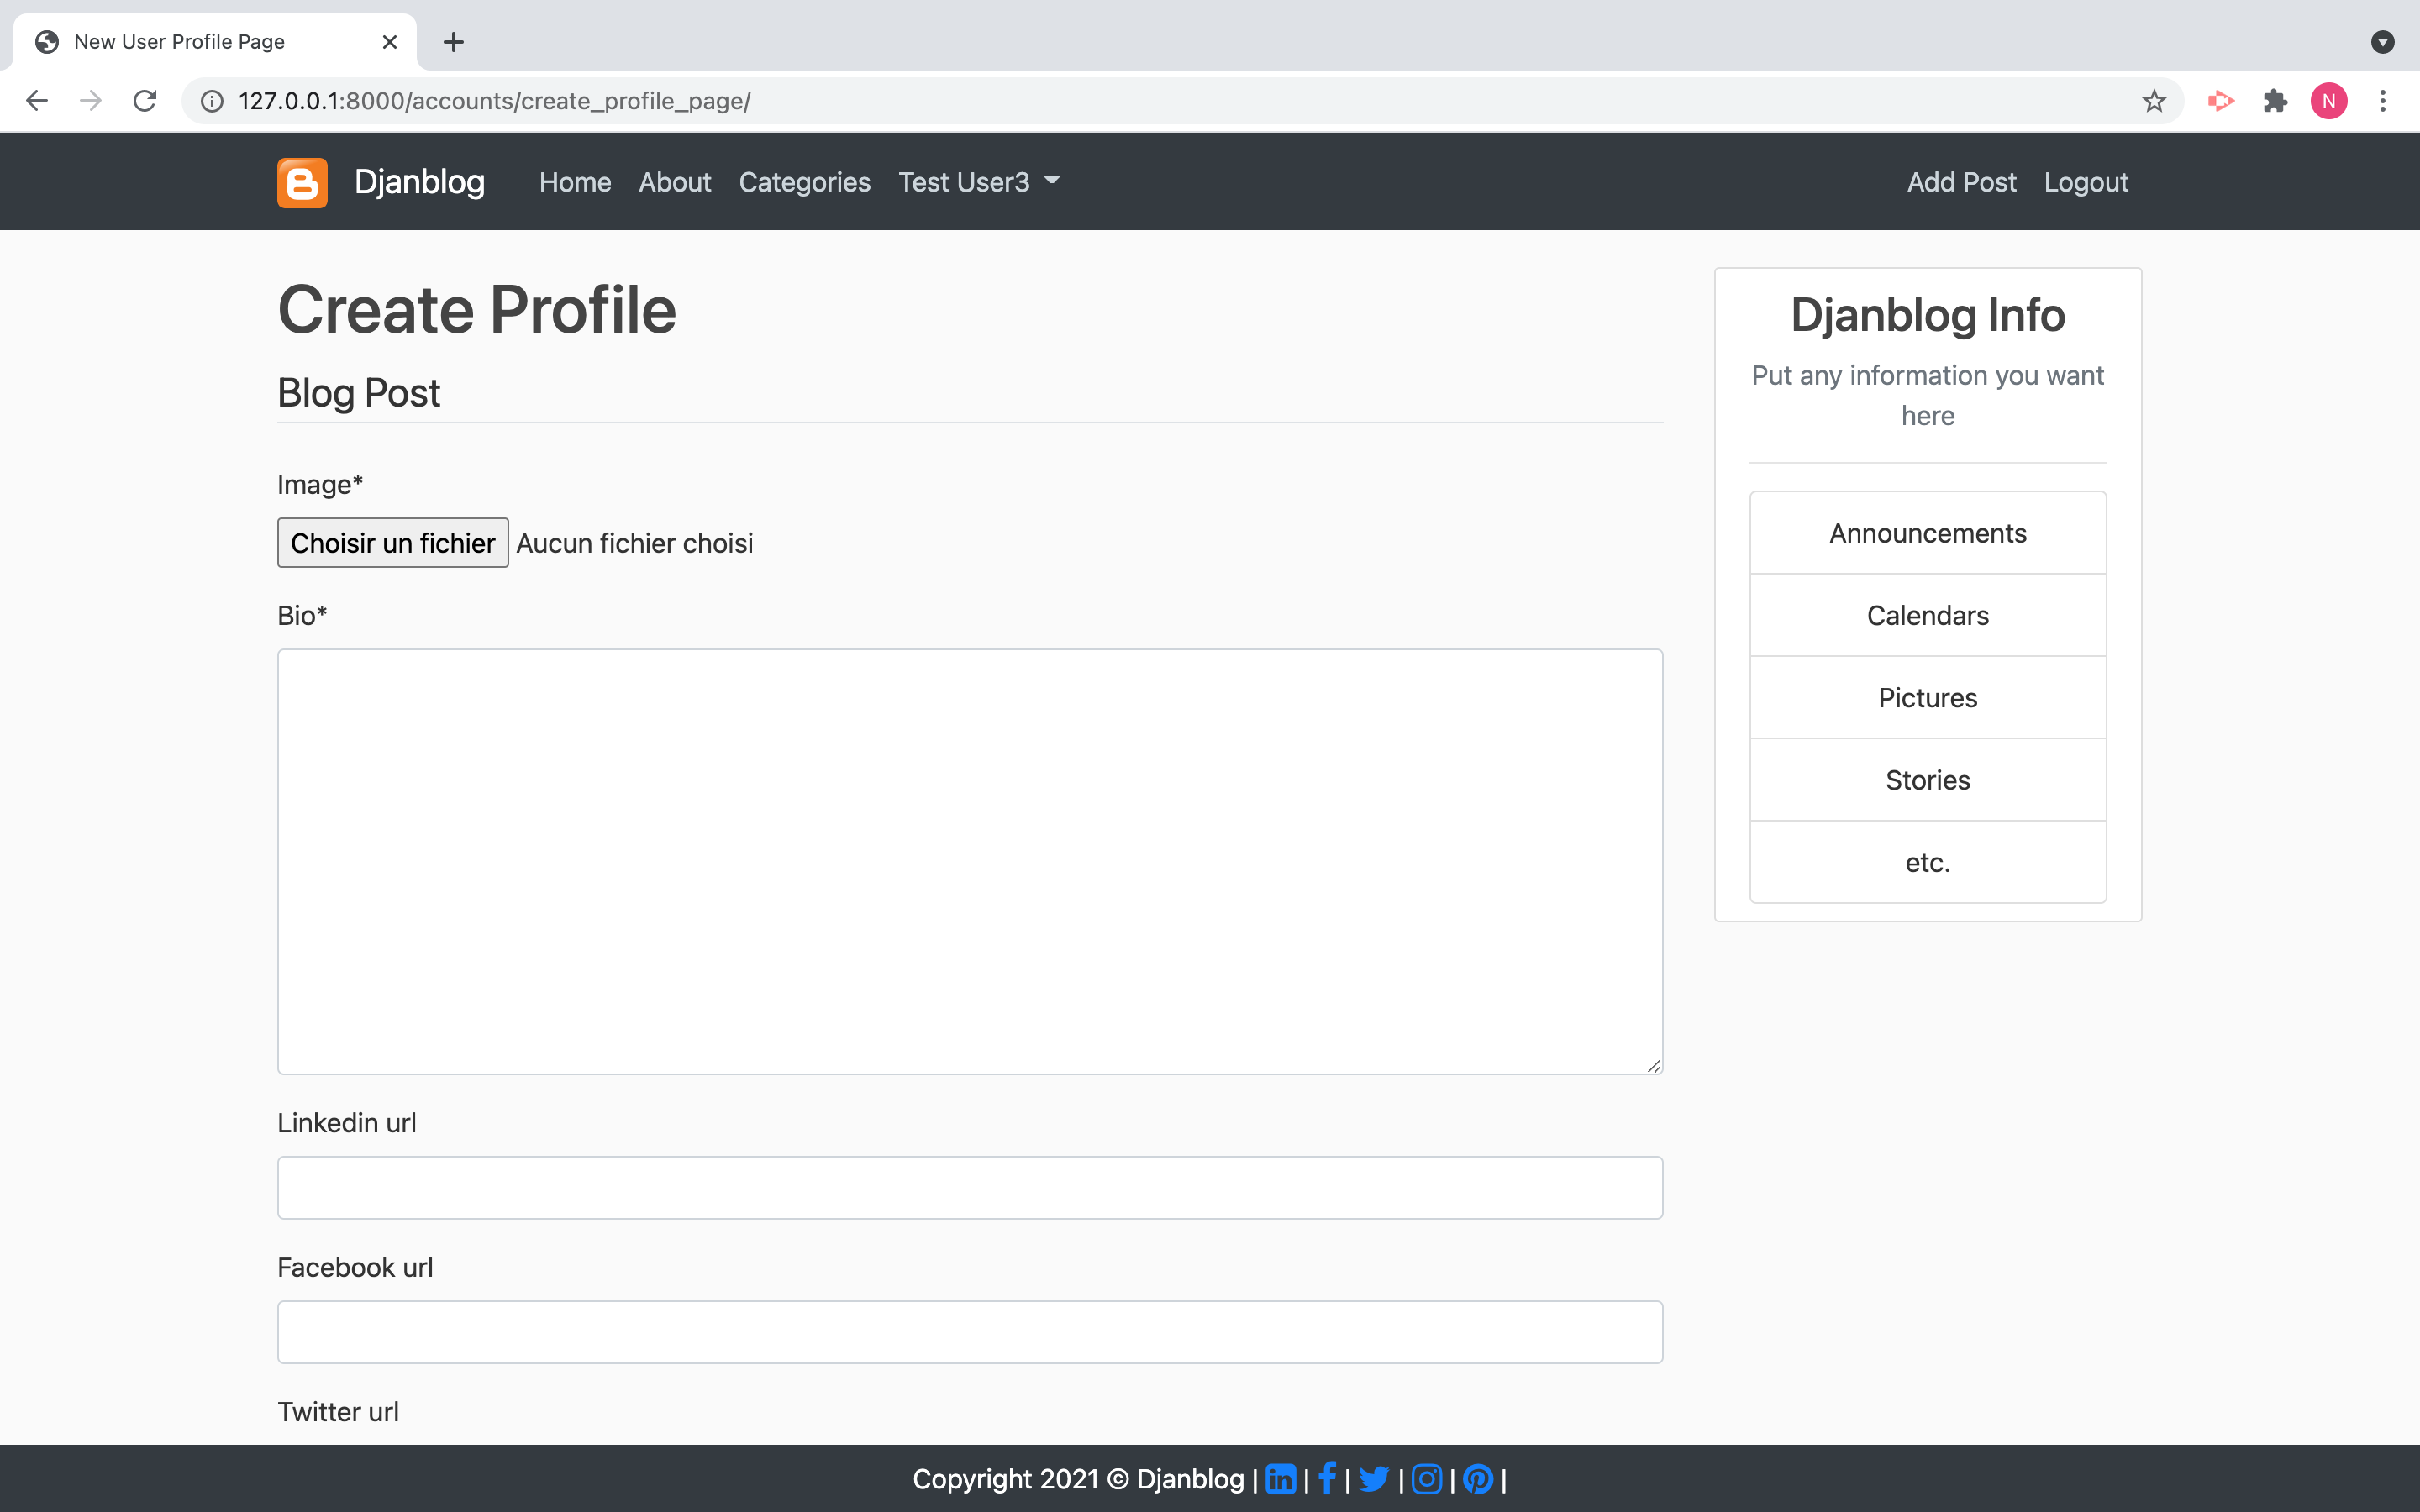 New User Profile Page
127.0.0.1:8000/accounts/create_profile_page/
N
Djanblog Home About Categories Test User3 Add Post Logout
Create Profile
Blog Post
Image*
Choisir un fichier Aucun fichier choisi
Bio*
Linkedin url
Facebook url
Twitter url
Djanblog Info
Put any information you want
here
Announcements
Calendars
Pictures
Stories
etc.
Copyright 2021 © Djanblog | | | | | |